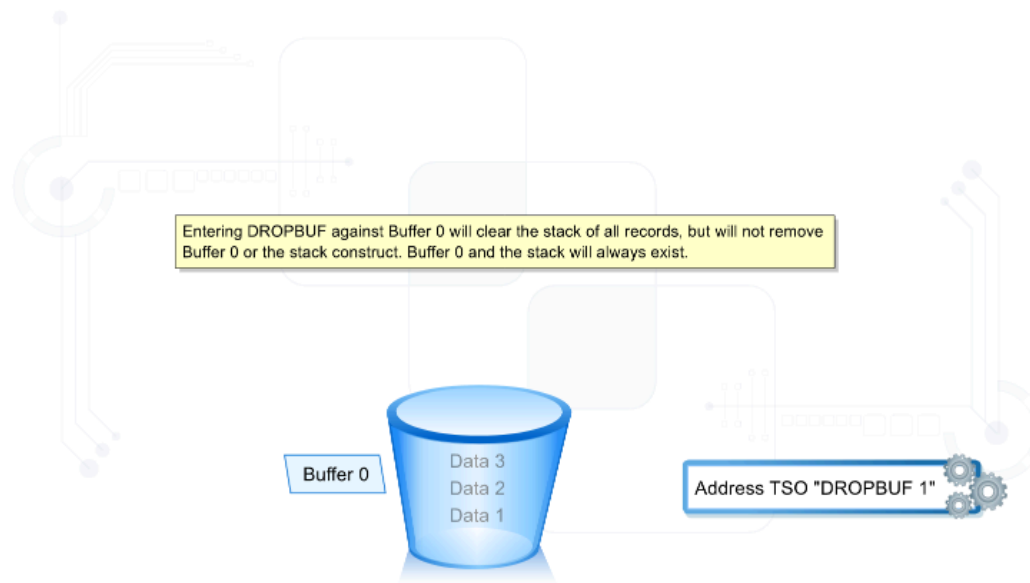 Entering DROPBUF against Buffer 0 will clear the stack of all records, but will not remove
Buffer 0 or the stack construct. Buffer 0 and the stack will always exist.
Buffer 0
Data 3
Data 2
Data 1
Address TSO "DROPBUF 1"